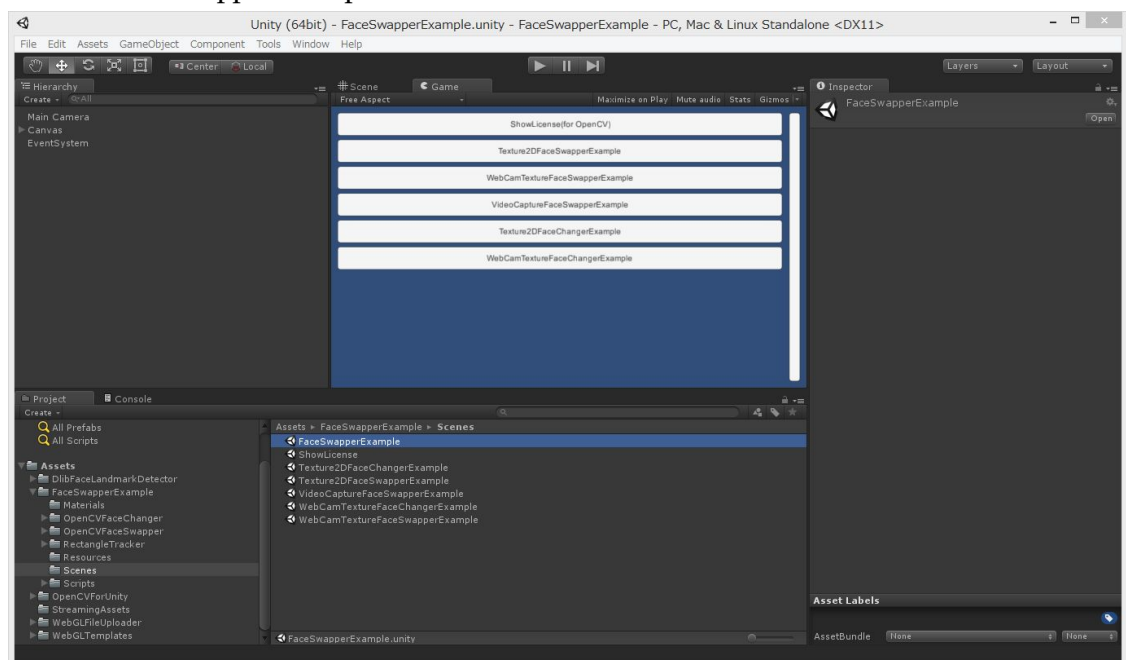 Unity (64bit) - FaceSwapperExample.unity - FaceSwapperExample - PC, Mac & Linux Standalone <DX11>
File Edit Assets GameObject Component Tools Window Help
Center Local
Layers Layout
Hierarchy
Create All
Main Camera
Canvas
EventSystem
Scene Game
Free Aspect Maximize on Play Mute audio Stats Gizmos
ShowLicense(for OpenCV)
Texture2DFaceSwapperExample
WebCamTextureFaceSwapperExample
VideoCaptureFaceSwapperExample
Texture2DFaceChangerExample
WebCamTextureFaceChangerExample
Inspector
FaceSwapperExample
Open
Project Console
Create
All Prefabs
All Scripts
Assets
DlibFaceLandmarkDetector
FaceSwapperExample
Materials
OpenCVFaceChanger
OpenCVFaceSwapper
RectangleTracker
Resources
Scenes
Scripts
OpenCVForUnity
StreamingAssets
WebGLFileUploader
WebGLTemplates
Assets FaceSwapperExample Scenes
FaceSwapperExample
ShowLicense
Texture2DFaceChangerExample
Texture2DFaceSwapperExample
VideoCaptureFaceSwapperExample
WebCamTextureFaceChangerExample
WebCamTextureFaceSwapperExample
FaceSwapperExample.unity
Asset Labels
AssetBundle None None